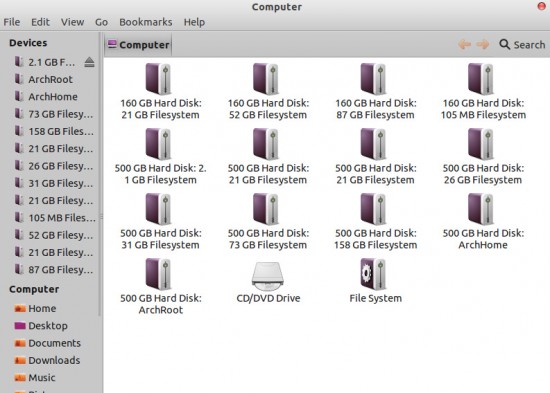 Computer
File Edit View Go Bookmarks Help
Devices
2.1 GB F...
ArchRoot
ArchHome
73 GB Filesy...
158 GB Filesy...
21 GB Filesy...
26 GB Filesy...
31 GB Filesy...
21 GB Filesy...
105 MB Files...
52 GB Filesy...
21 GB Filesy...
87 GB Filesy...
Computer
Home
Desktop
Documents
Downloads
Music
Computer
Search
160 GB Hard Disk:
21 GB Filesystem
160 GB Hard Disk:
52 GB Filesystem
160 GB Hard Disk:
87 GB Filesystem
160 GB Hard Disk:
105 MB Filesystem
500 GB Hard Disk: 2.
1 GB Filesystem
500 GB Hard Disk:
21 GB Filesystem
500 GB Hard Disk:
21 GB Filesystem
500 GB Hard Disk:
26 GB Filesystem
500 GB Hard Disk:
31 GB Filesystem
500 GB Hard Disk:
73 GB Filesystem
500 GB Hard Disk:
158 GB Filesystem
500 GB Hard Disk:
ArchHome
500 GB Hard Disk:
ArchRoot
CD/DVD Drive
File System